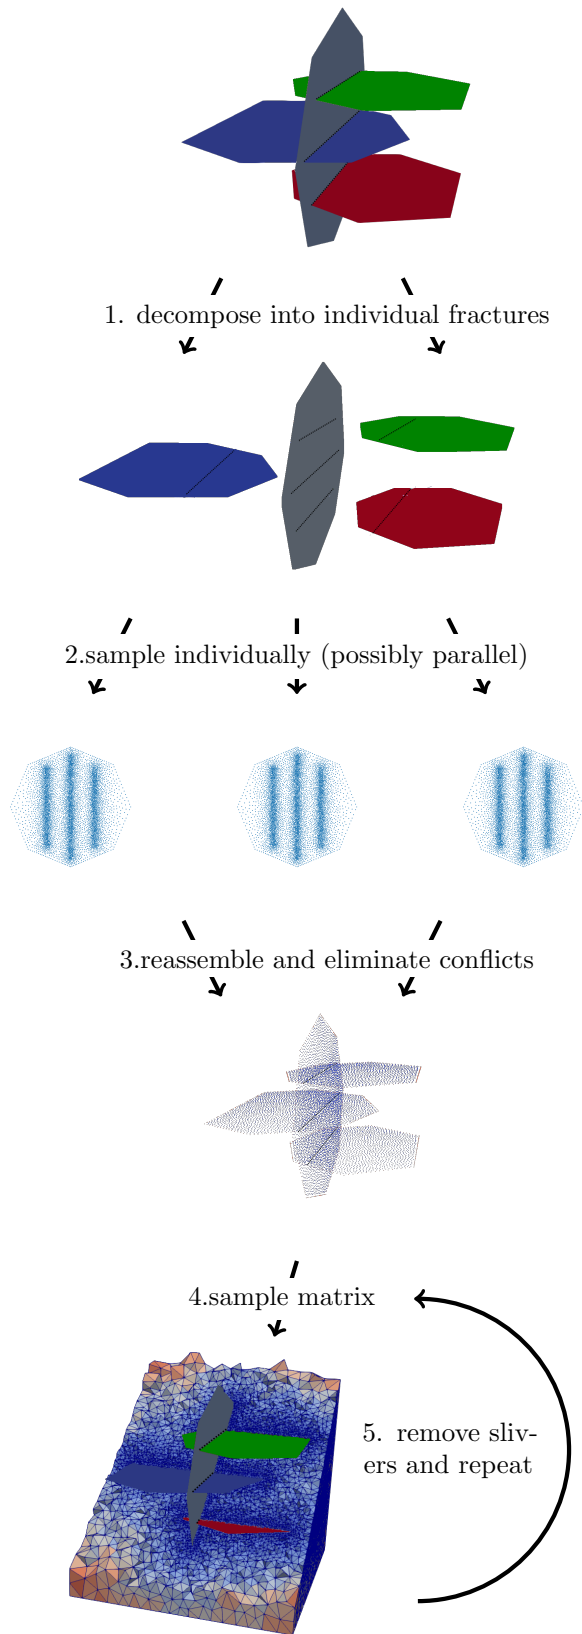 1. decompose into individual fractures
2.sample individually (possibly parallel)
3.reassemble and eliminate conflicts
4.sample matrix
5. remove sliv-
ers and repeat